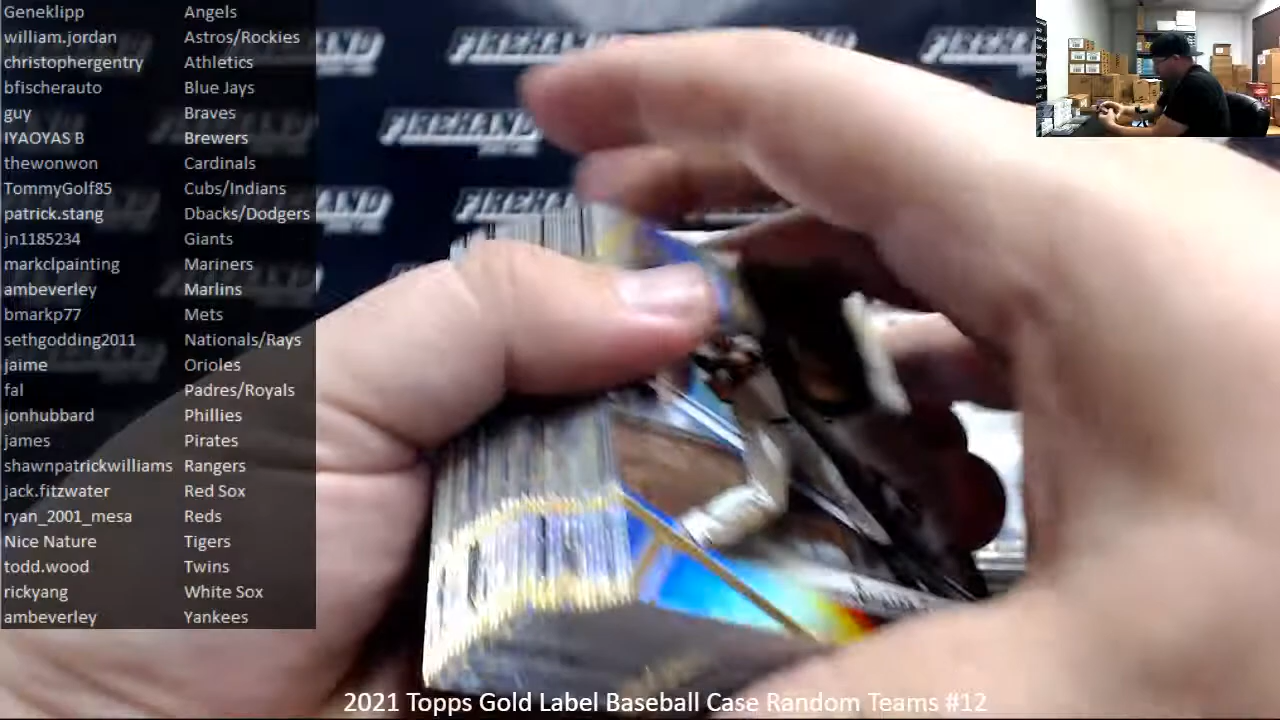 Geneklipp Angels
william.jordan Astros/Rockies
christophergentry Athletics
bfischerauto Blue Jays
guy Braves
IYAOYAS B Brewers
thewonwon Cardinals
TommyGolf85 Cubs/Indians
patrick.stang Dbacks/Dodgers
jn1185234 Giants
markclpainting Mariners
ambeverley Marlins
bmarkp77 Mets
sethgodding2011 Nationals/Rays
jaime Orioles
fal Padres/Royals
jonhubbard Phillies
james Pirates
shawnpatrickwilliams Rangers
jack.fitzwater Red Sox
ryan_2001_mesa Reds
Nice Nature Tigers
todd.wood Twins
rickyang White Sox
ambeverley Yankees
FIREHAND
FIREHAND
FIREHAND
2021 Topps Gold Label Baseball Case Random Teams #12